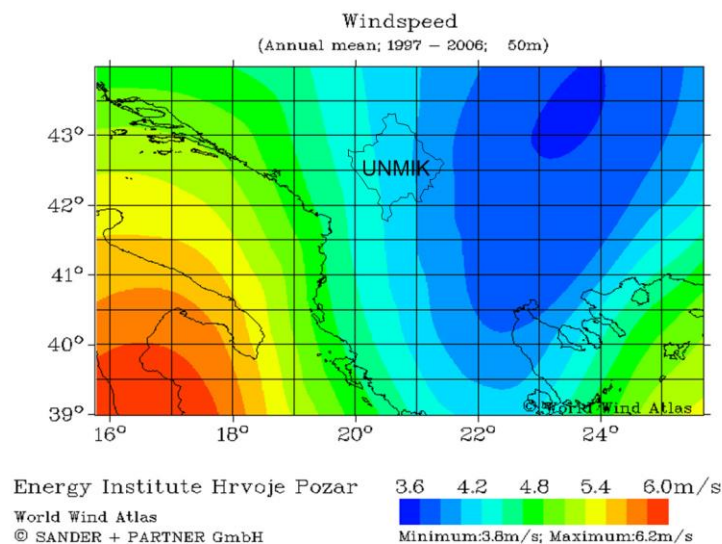 Windspeed
(Annual mean; 1997 – 2006; 50m)
43°
UNMIK
42°
41°
40°
39°
© World Wind Atlas
16° 18° 20° 22° 24°
Energy Institute Hrvoje Pozar
World Wind Atlas
© SANDER + PARTNER GmbH
3.6 4.2 4.8 5.4 6.0m/s
Minimum:3.8m/s; Maximum:6.2m/s